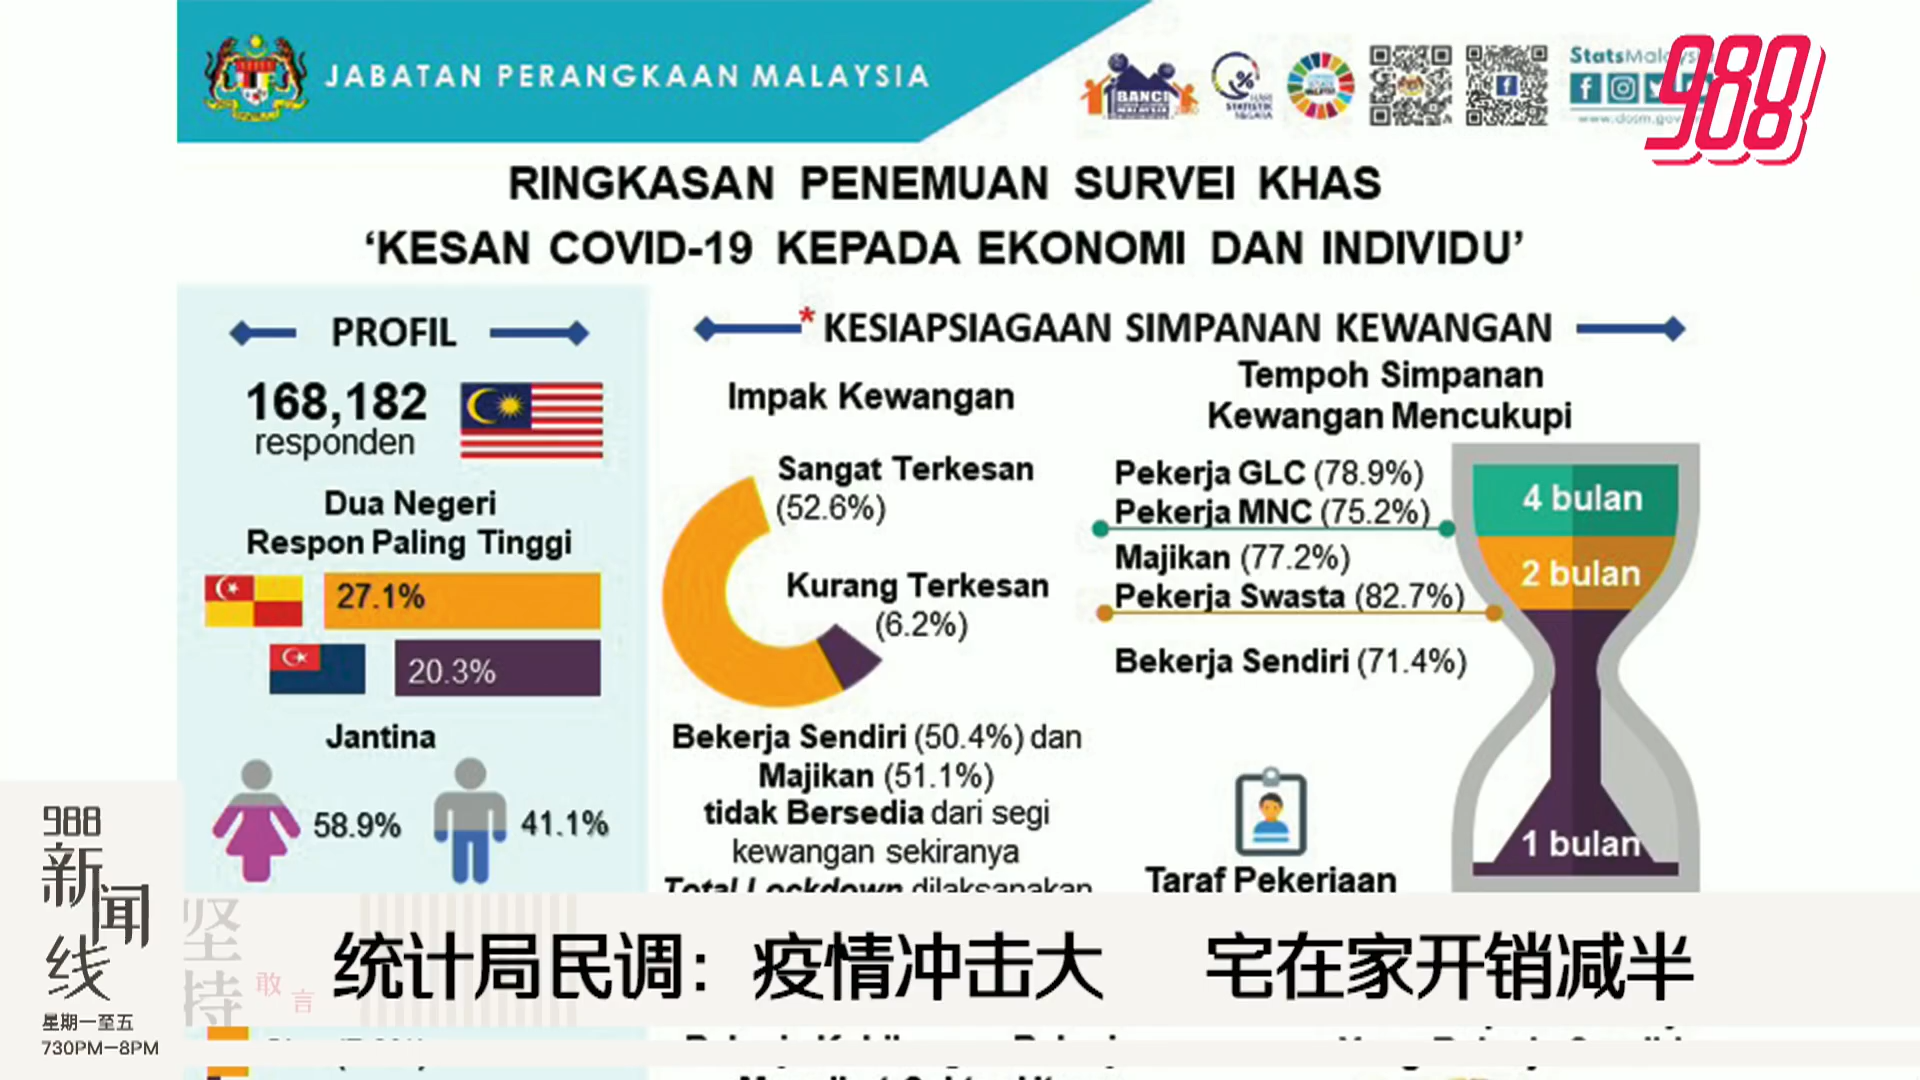 JABATAN PERANGKAAN MALAYSIA
BANCI
StatsMalaysia
988
RINGKASAN PENEMUAN SURVEI KHAS
‘KESAN COVID-19 KEPADA EKONOMI DAN INDIVIDU’
PROFIL
168,182
responden
Dua Negeri
Respon Paling Tinggi
27.1%
20.3%
Jantina
58.9%
41.1%
* KESIAPSIAGAAN SIMPANAN KEWANGAN
Impak Kewangan
Sangat Terkesan
(52.6%)
Kurang Terkesan
(6.2%)
Bekerja Sendiri (50.4%) dan
Majikan (51.1%)
tidak Bersedia dari segi
kewangan sekiranya
Total Lockdown dilaksanakan
Tempoh Simpanan
Kewangan Mencukupi
Pekerja GLC (78.9%)
Pekerja MNC (75.2%)
Majikan (77.2%)
Pekerja Swasta (82.7%)
Bekerja Sendiri (71.4%)
4 bulan
2 bulan
1 bulan
Taraf Pekerjaan
988
新闻线
星期一至五
730PM—8PM
坚持
敢言
统计局民调：疫情冲击大 宅在家开销减半